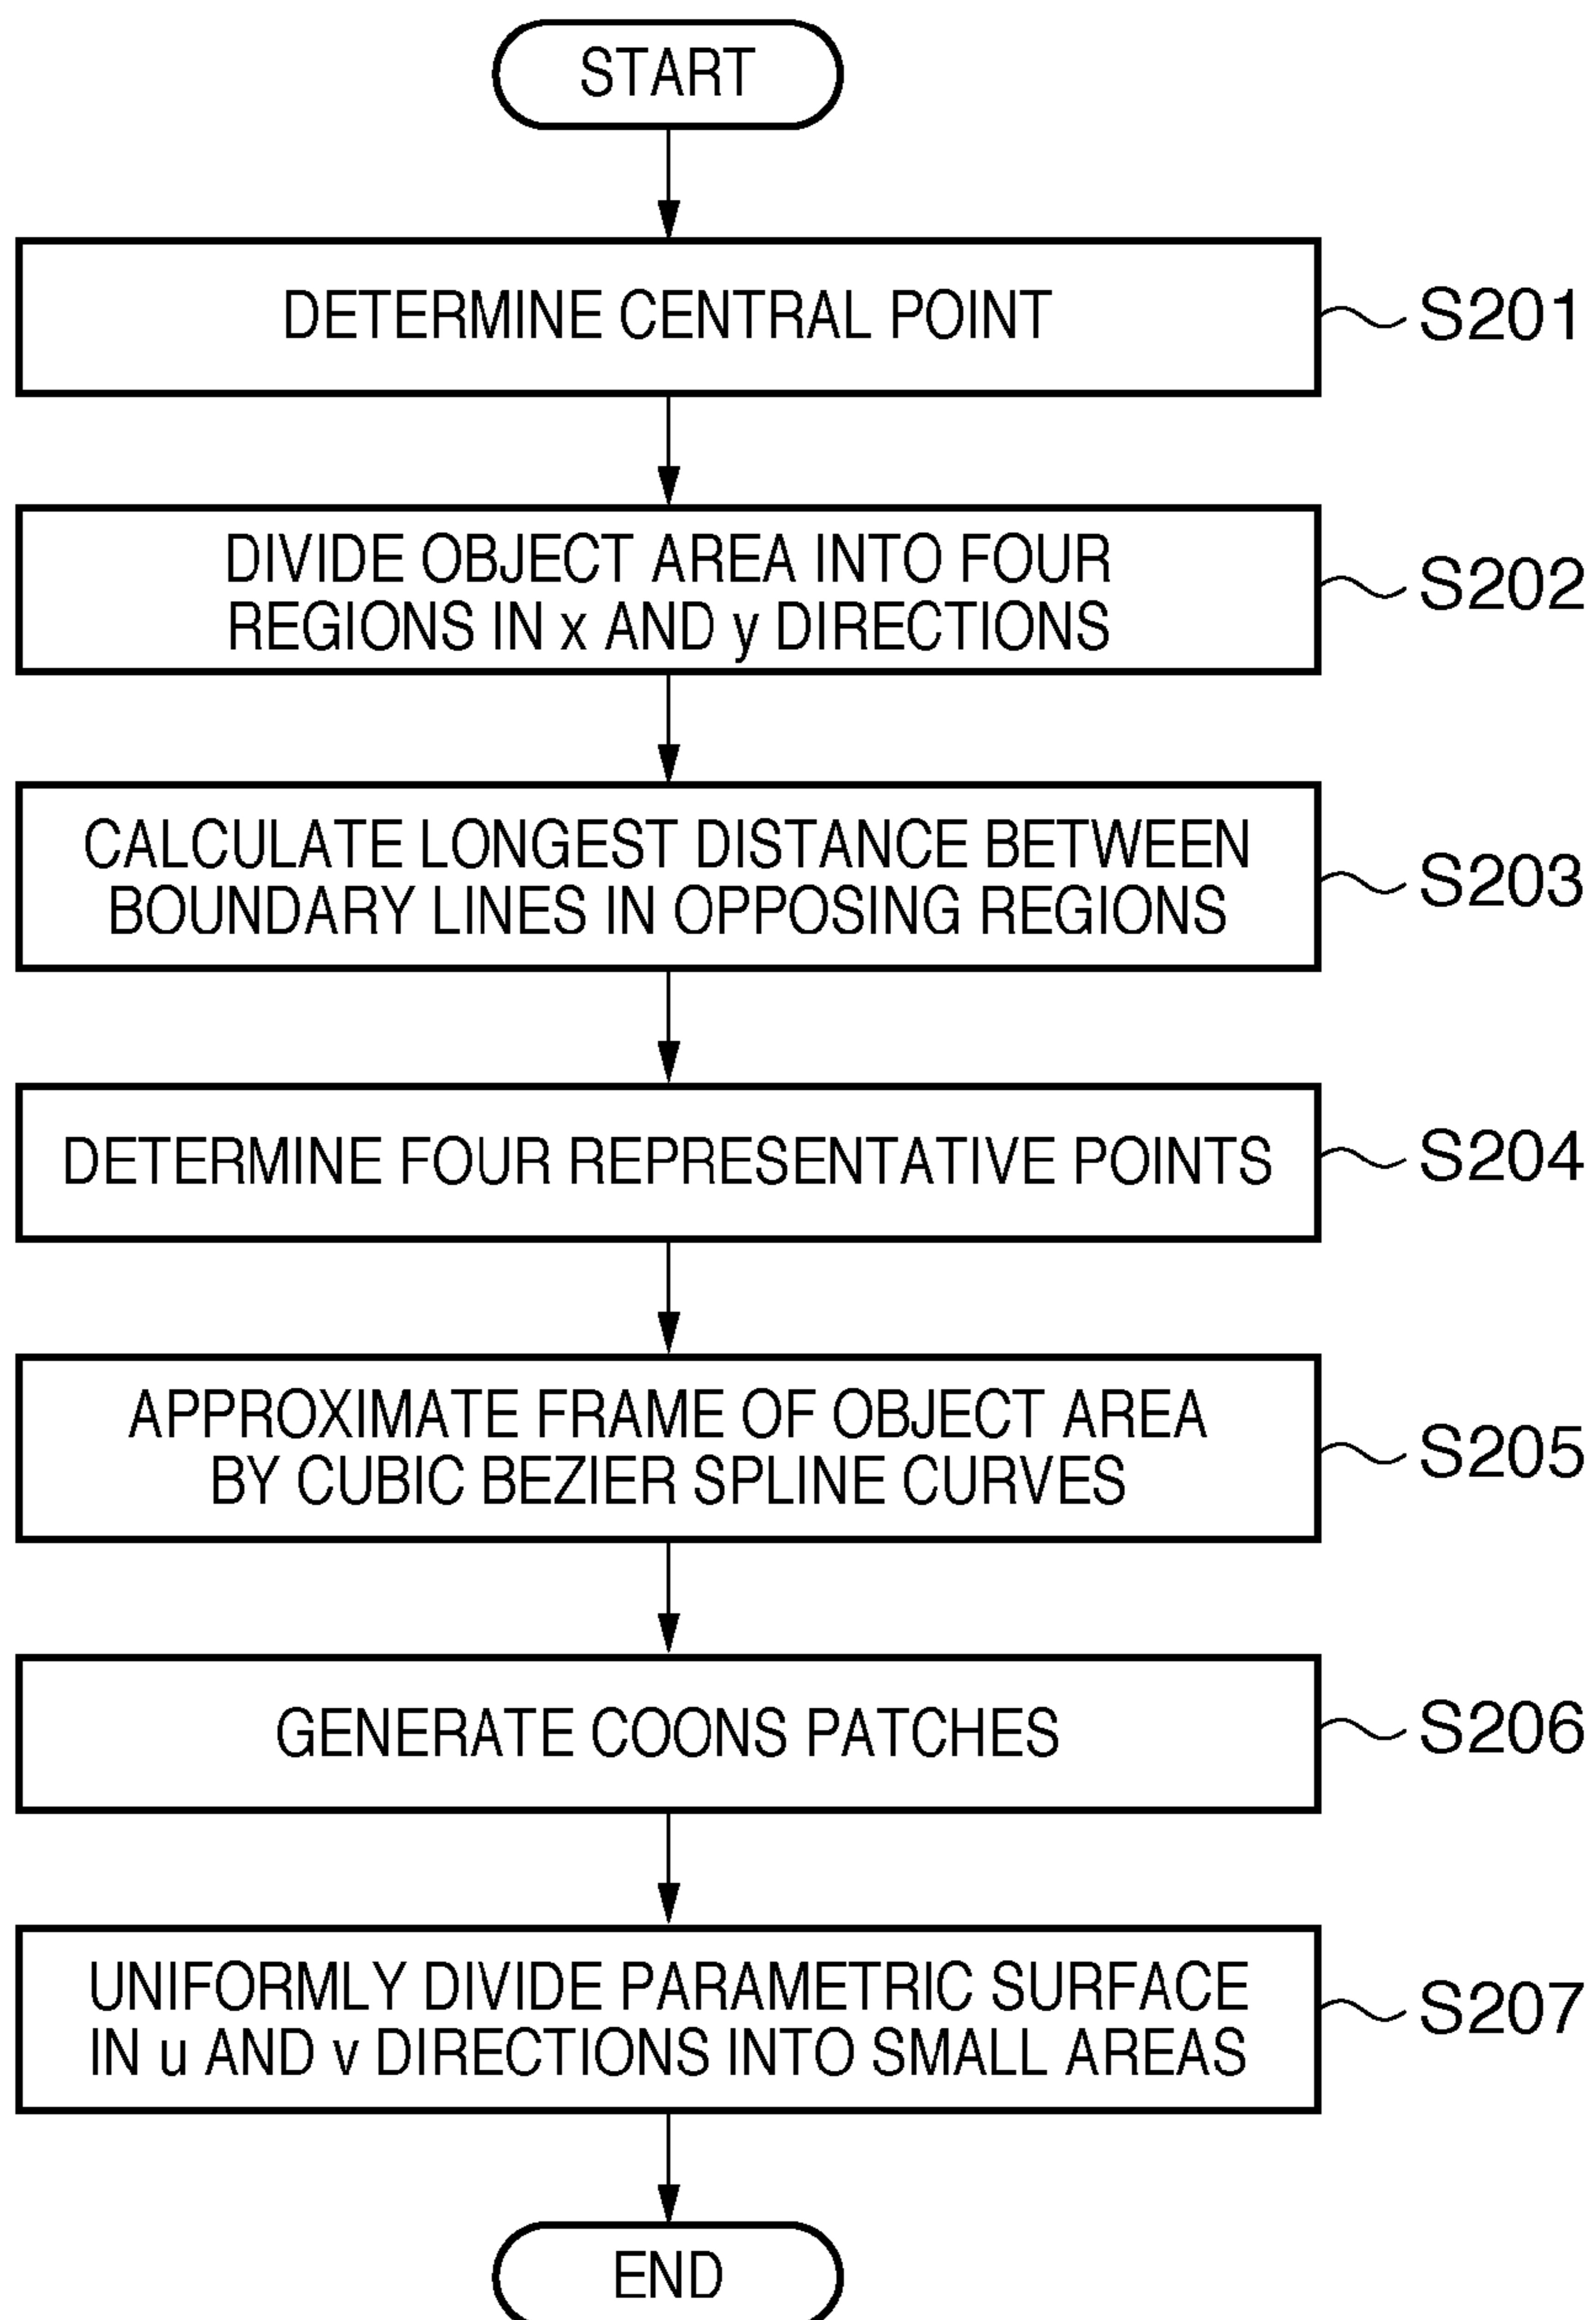 START
DETERMINE CENTRAL POINT
S201
DIVIDE OBJECT AREA INTO FOUR
REGIONS IN x AND y DIRECTIONS
S202
CALCULATE LONGEST DISTANCE BETWEEN
BOUNDARY LINES IN OPPOSING REGIONS
S203
DETERMINE FOUR REPRESENTATIVE POINTS
S204
APPROXIMATE FRAME OF OBJECT AREA
BY CUBIC BEZIER SPLINE CURVES
S205
GENERATE COONS PATCHES
S206
UNIFORMLY DIVIDE PARAMETRIC SURFACE
IN u AND v DIRECTIONS INTO SMALL AREAS
S207
END